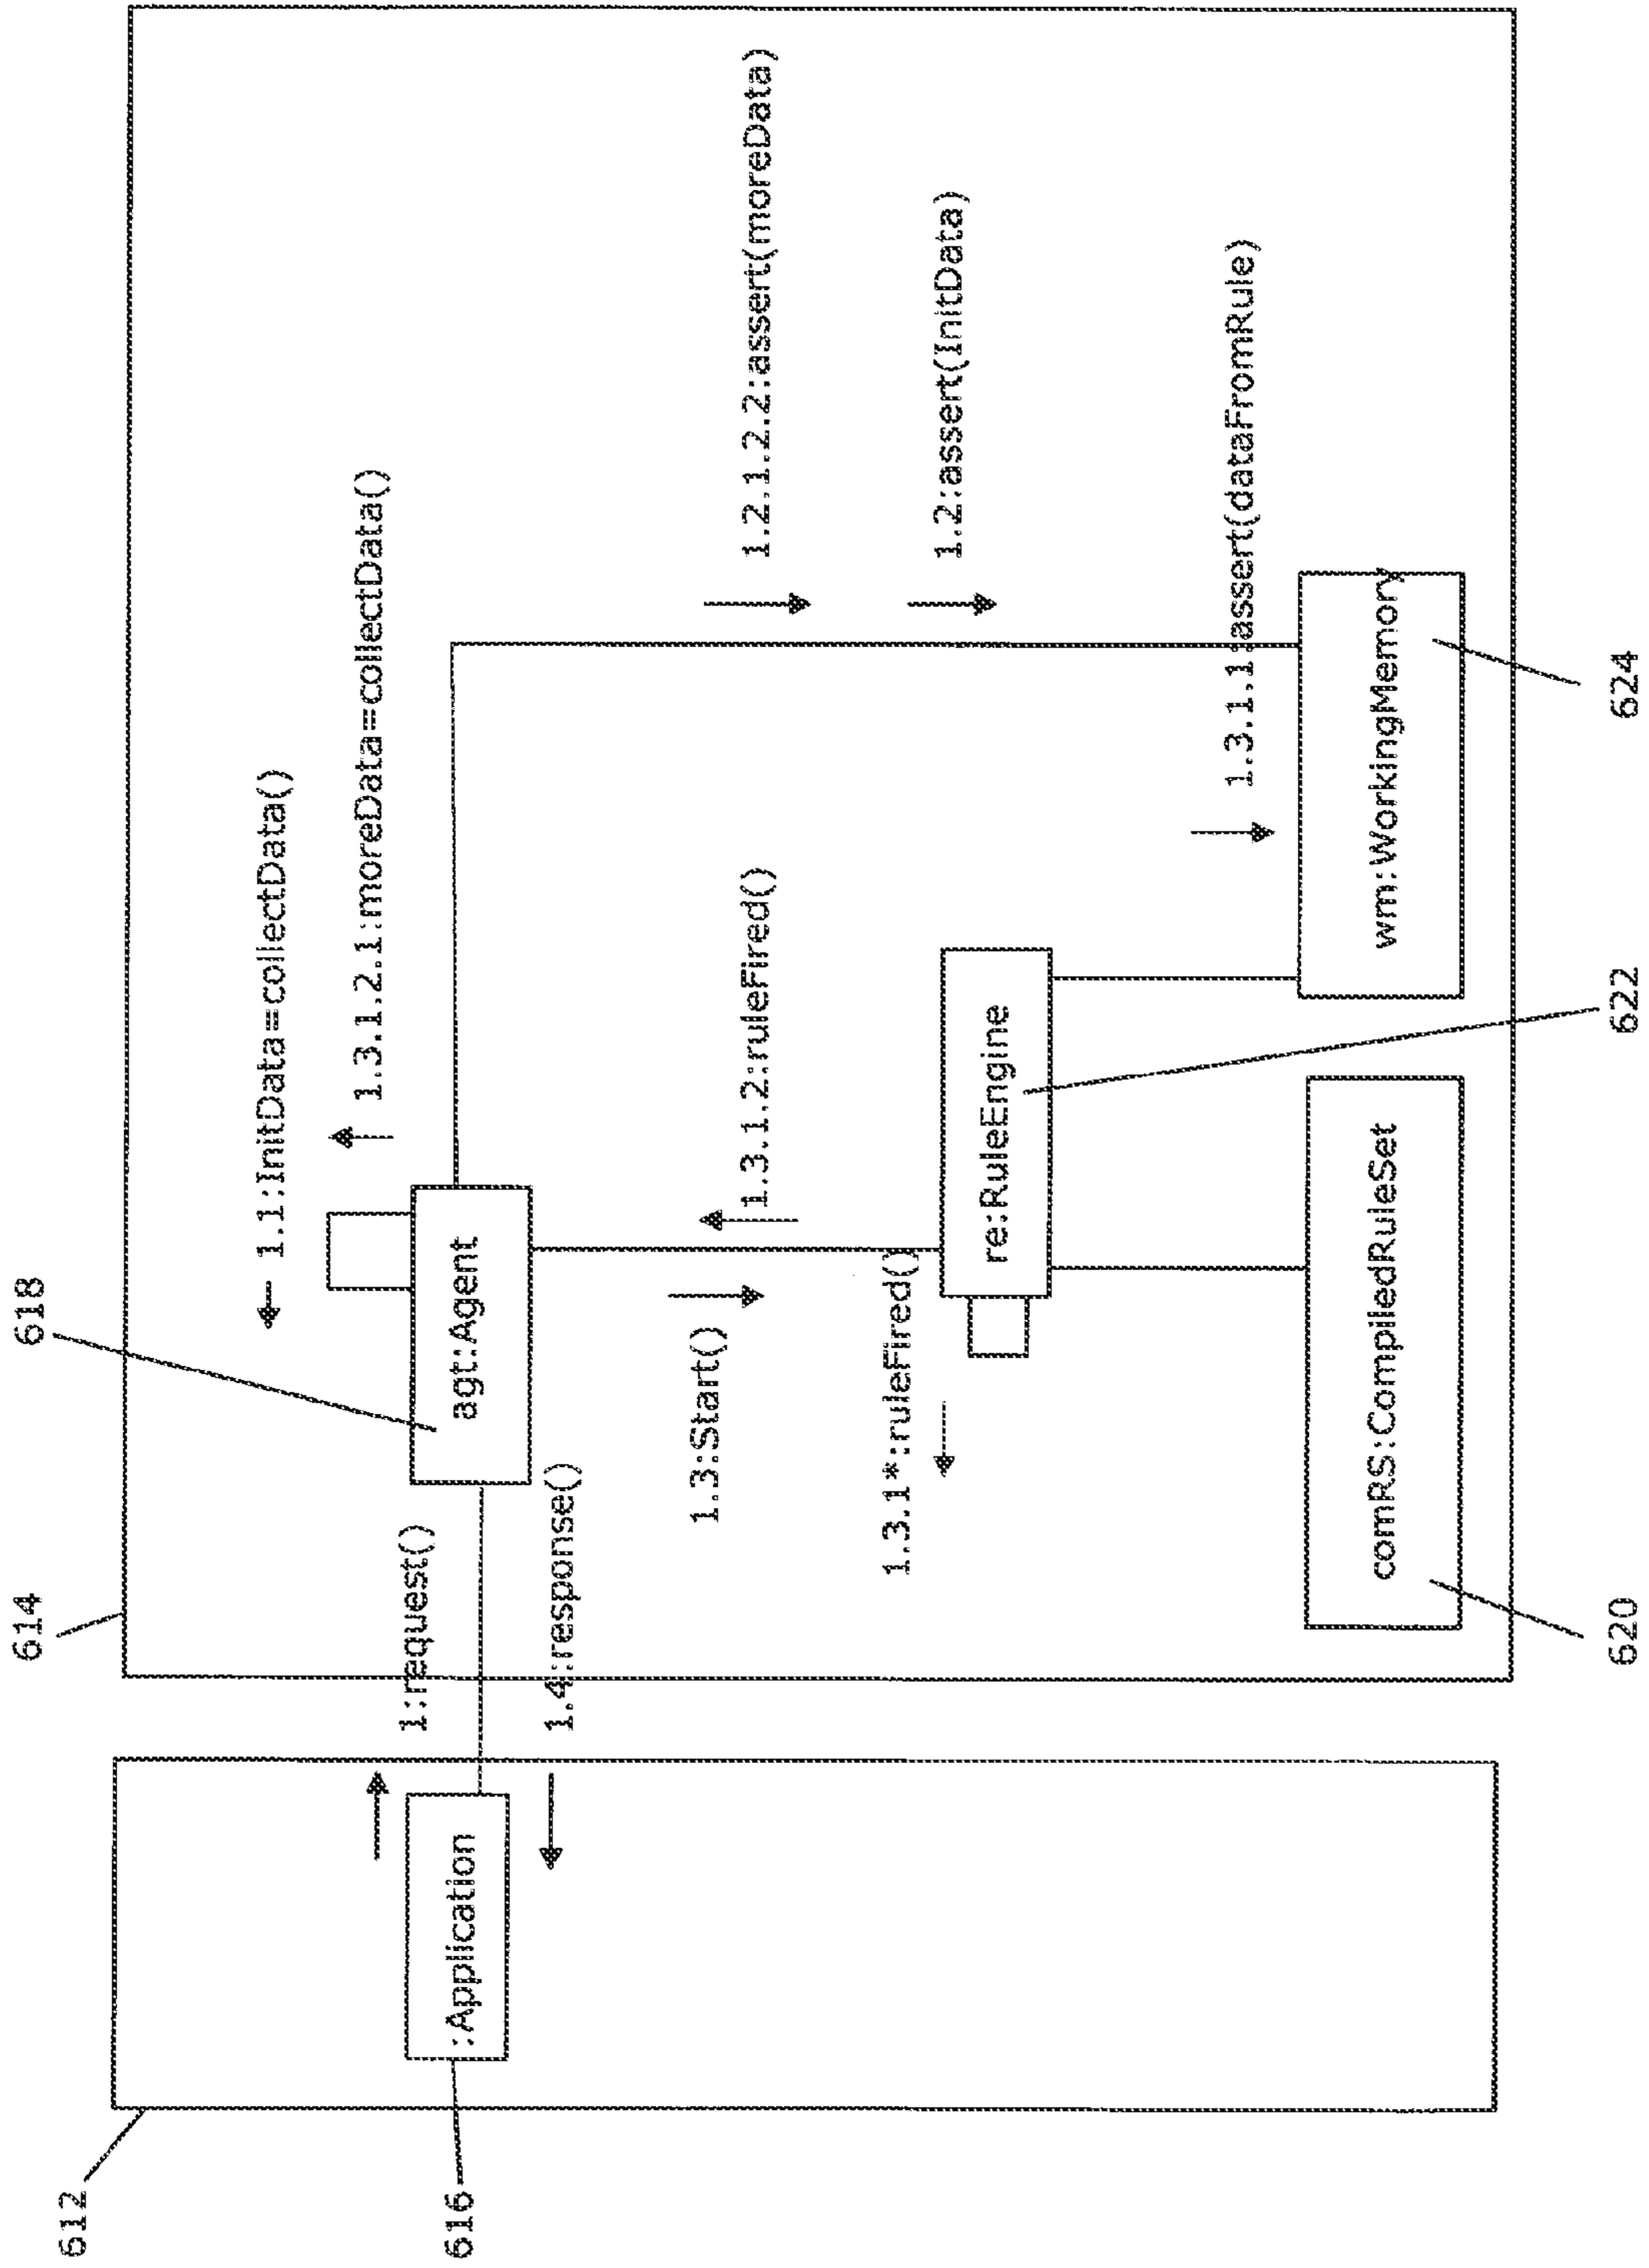 614
618
612
1.1:InitData=collectData()
1.3.1.2.1:moreData=collectData()
1:request()
616
:Application
agt:Agent
1.4:response()
1.3:Start()
1.3.1.2:ruleFired()
1.2.1.2.2:assert(moreData)
1.3.1*:ruleFired()
1.2:assert(InitData)
re:RuleEngine
1.3.1.1:assert(dataFromRule)
comRS:CompiledRuleSet
wm:WorkingMemory
620
622
624